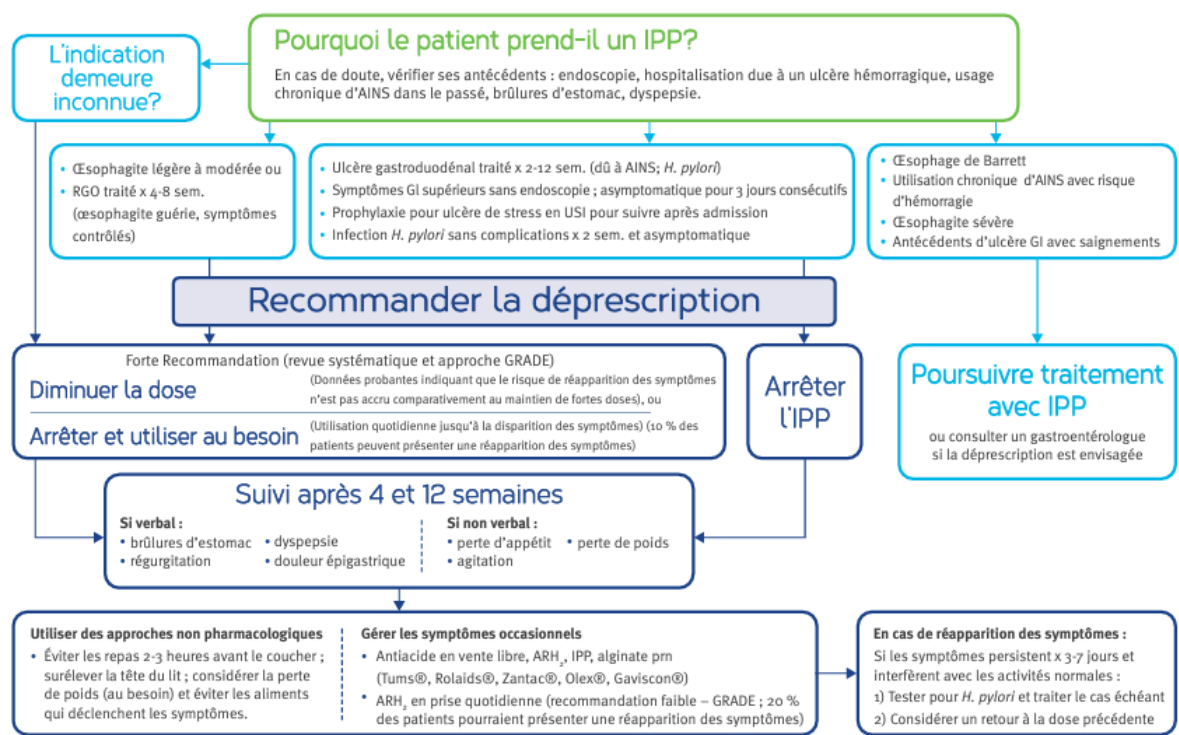 L'indication
demeure
inconnue?
Pourquoi le patient prend-il un IPP?
En cas de doute, vérifier ses antécédents : endoscopie, hospitalisation due à un ulcère hémorragique, usage
chronique d'AINS dans le passé, brûlures d'estomac, dyspepsie.
• Œsophagite légère à modérée ou
• RGO traité x 4-8 sem.
(œsophagite guérie, symptômes
contrôlés)
• Ulcère gastroduodénal traité x 2-12 sem. (dû à AINS; H. pylori)
• Symptômes GI supérieurs sans endoscopie ; asymptomatique pour 3 jours consécutifs
• Prophylaxie pour ulcère de stress en USI pour suivre après admission
• Infection H. pylori sans complications x 2 sem. et asymptomatique
• Œsophage de Barrett
• Utilisation chronique d'AINS avec risque
d'hémorragie
• Œsophagite sévère
• Antécédents d'ulcère GI avec saignements
Recommander la déprescription
Forte Recommandation (revue systématique et approche GRADE)
Diminuer la dose
(Données probantes indiquant que le risque de réapparition des symptômes
n'est pas accru comparativement au maintien de fortes doses), ou
Arrêter et utiliser au besoin
(Utilisation quotidienne jusqu'à la disparition des symptômes) (10 % des
patients peuvent présenter une réapparition des symptômes)
Arrêter
l'IPP
Poursuivre traitement
avec IPP
ou consulter un gastroentérologue
si la déprescription est envisagée
Suivi après 4 et 12 semaines
Si verbal :
• brûlures d'estomac
• régurgitation
• dyspepsie
• douleur épigastrique
Si non verbal :
• perte d'appétit
• agitation
• perte de poids
Utiliser des approches non pharmacologiques
• Éviter les repas 2-3 heures avant le coucher ;
surélever la tête du lit ; considérer la perte
de poids (au besoin) et éviter les aliments
qui déclenchent les symptômes.
Gérer les symptômes occasionnels
• Antiacide en vente libre, ARH₂, IPP, alginate prn
(Tums®, Rolaids®, Zantac®, Olex®, Gaviscon®)
• ARH₂ en prise quotidienne (recommandation faible – GRADE ; 20 %
des patients pourraient présenter une réapparition des symptômes)
En cas de réapparition des symptômes :
Si les symptômes persistent x 3-7 jours et
interfèrent avec les activités normales :
1) Tester pour H. pylori et traiter le cas échéant
2) Considérer un retour à la dose précédente